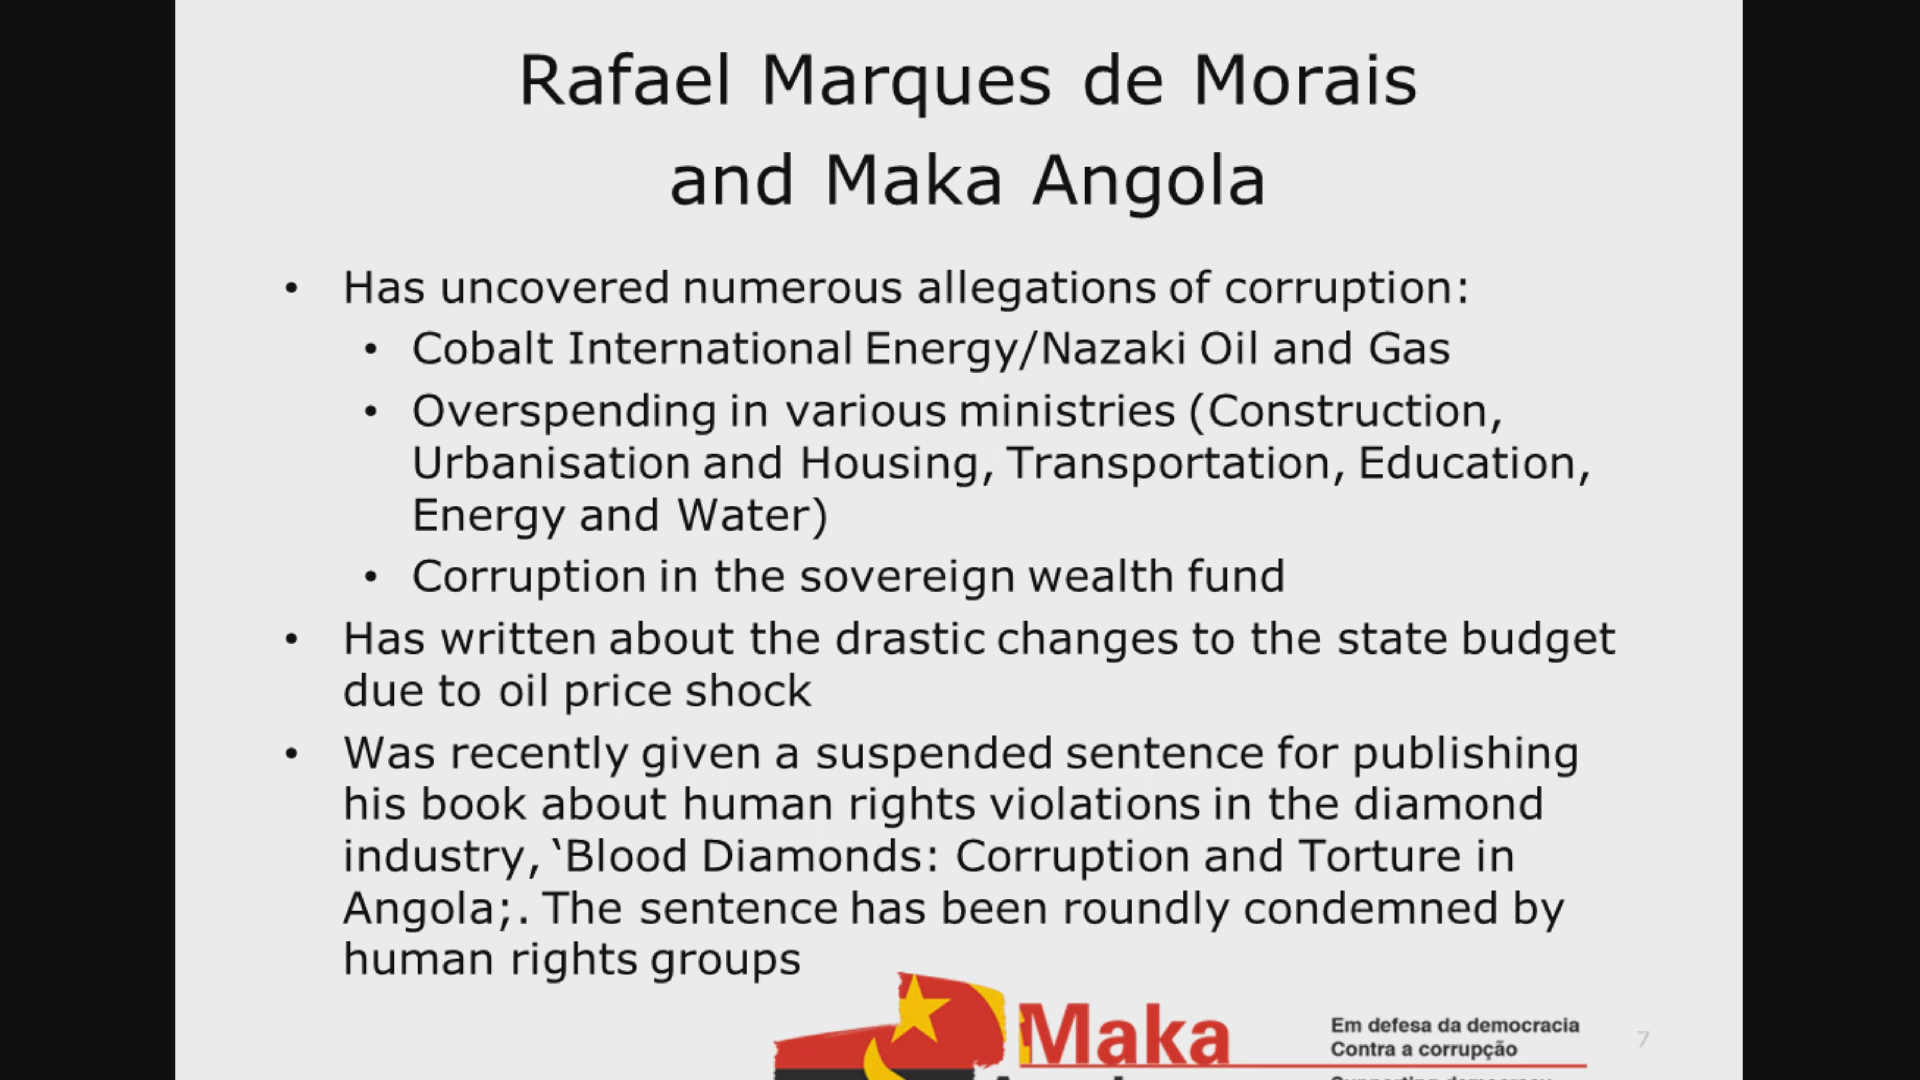 Rafael Marques de Morais
and Maka Angola
• Has uncovered numerous allegations of corruption:
• Cobalt International Energy/Nazaki Oil and Gas
• Overspending in various ministries (Construction,
Urbanisation and Housing, Transportation, Education,
Energy and Water)
• Corruption in the sovereign wealth fund
• Has written about the drastic changes to the state budget
due to oil price shock
• Was recently given a suspended sentence for publishing
his book about human rights violations in the diamond
industry, ‘Blood Diamonds: Corruption and Torture in
Angola;. The sentence has been roundly condemned by
human rights groups
Maka
Em defesa da democracia
Contra a corrupção
7